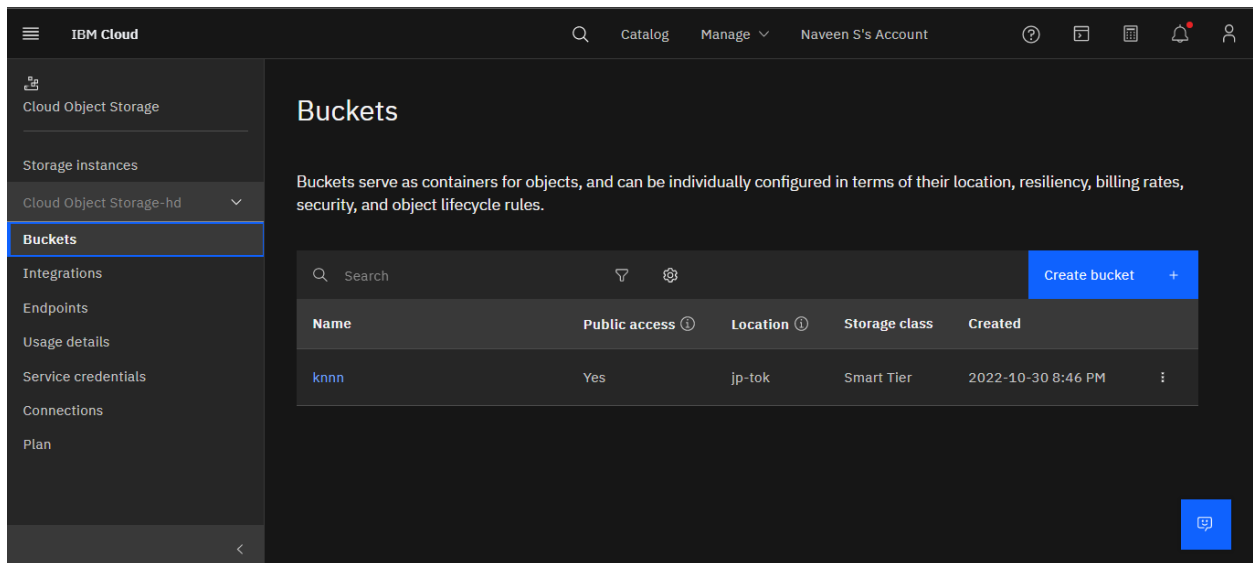 IBM Cloud Catalog Manage Naveen S's Account
Cloud Object Storage
Storage instances
Cloud Object Storage-hd
Buckets
Integrations
Endpoints
Usage details
Service credentials
Connections
Plan
Buckets
Buckets serve as containers for objects, and can be individually configured in terms of their location, resiliency, billing rates,
security, and object lifecycle rules.
Search Create bucket +
Name Public access Location Storage class Created
knnn Yes jp-tok Smart Tier 2022-10-30 8:46 PM